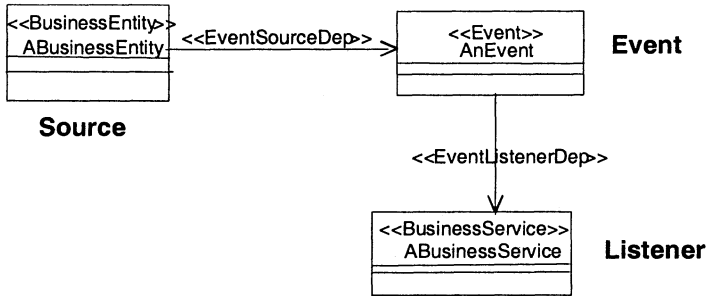 <<BusinessEntity>>
ABusinessEntity
<<EventSourceDep>>
<<Event>>
AnEvent
Event
Source
<<EventListenerDep>>
<<BusinessService>>
ABusinessService
Listener